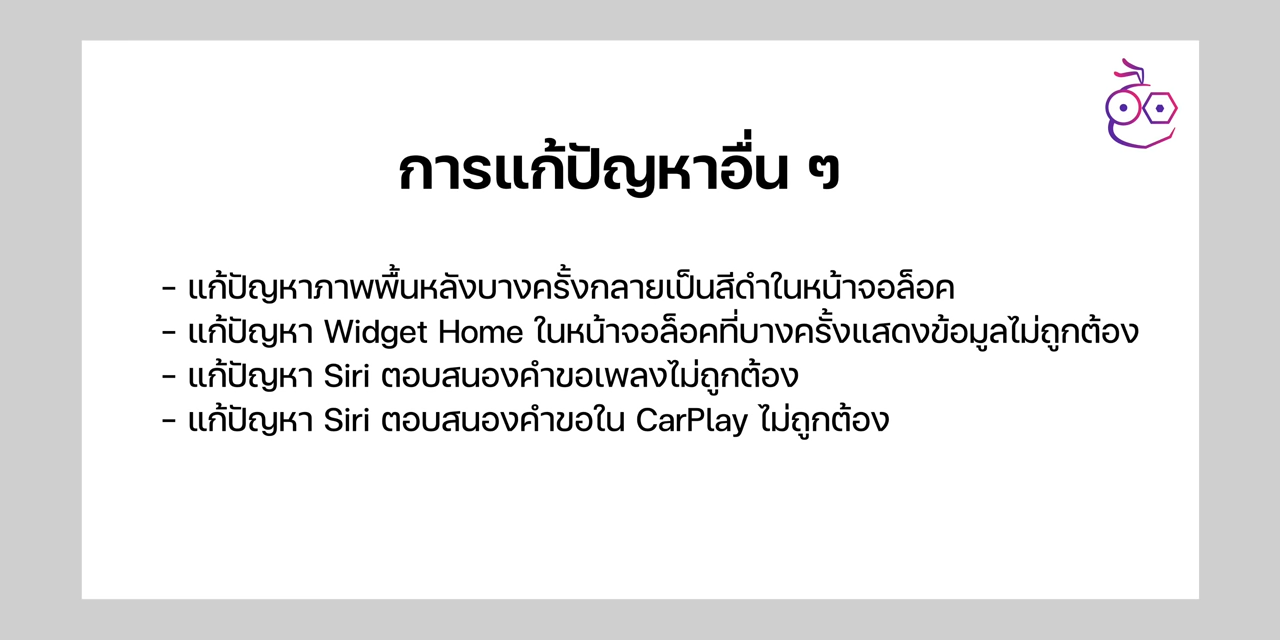 การแก้ปัญหาอื่น ๆ
- แก้ปัญหาภาพพื้นหลังบางครั้งกลายเป็นสีดำในหน้าจอล็อค
- แก้ปัญหา Widget Home ในหน้าจอล็อคที่บางครั้งแสดงข้อมูลไม่ถูกต้อง
- แก้ปัญหา Siri ตอบสนองคำขอเพลงไม่ถูกต้อง
- แก้ปัญหา Siri ตอบสนองคำขอใน CarPlay ไม่ถูกต้อง